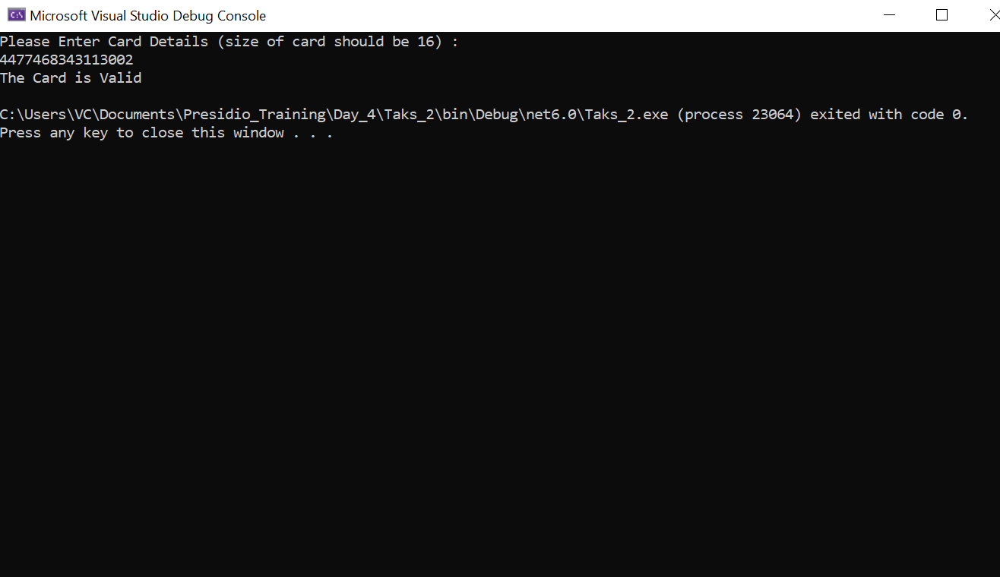 Microsoft Visual Studio Debug Console
Please Enter Card Details (size of card should be 16) :
4477468343113002
The Card is Valid
C:\Users\VC\Documents\Presidio_Training\Day_4\Taks_2\bin\Debug\net6.0\Taks_2.exe (process 23064) exited with code 0.
Press any key to close this window . . .